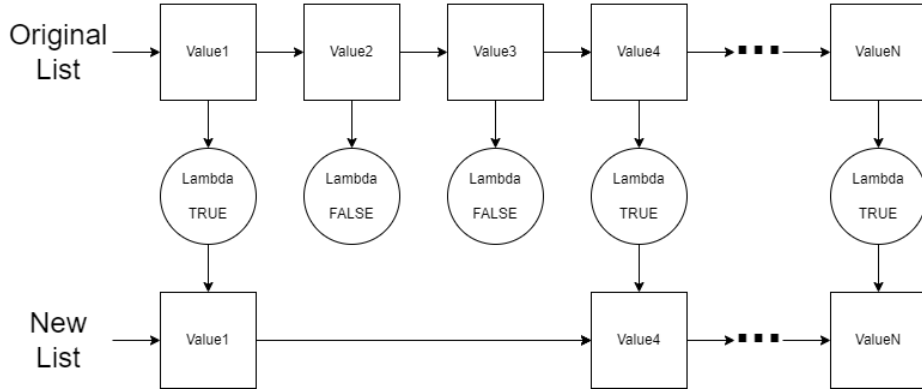 Original
List
Value1
Value2
Value3
Value4
ValueN
Lambda
TRUE
Lambda
FALSE
Lambda
FALSE
Lambda
TRUE
Lambda
TRUE
New
List
Value1
Value4
ValueN